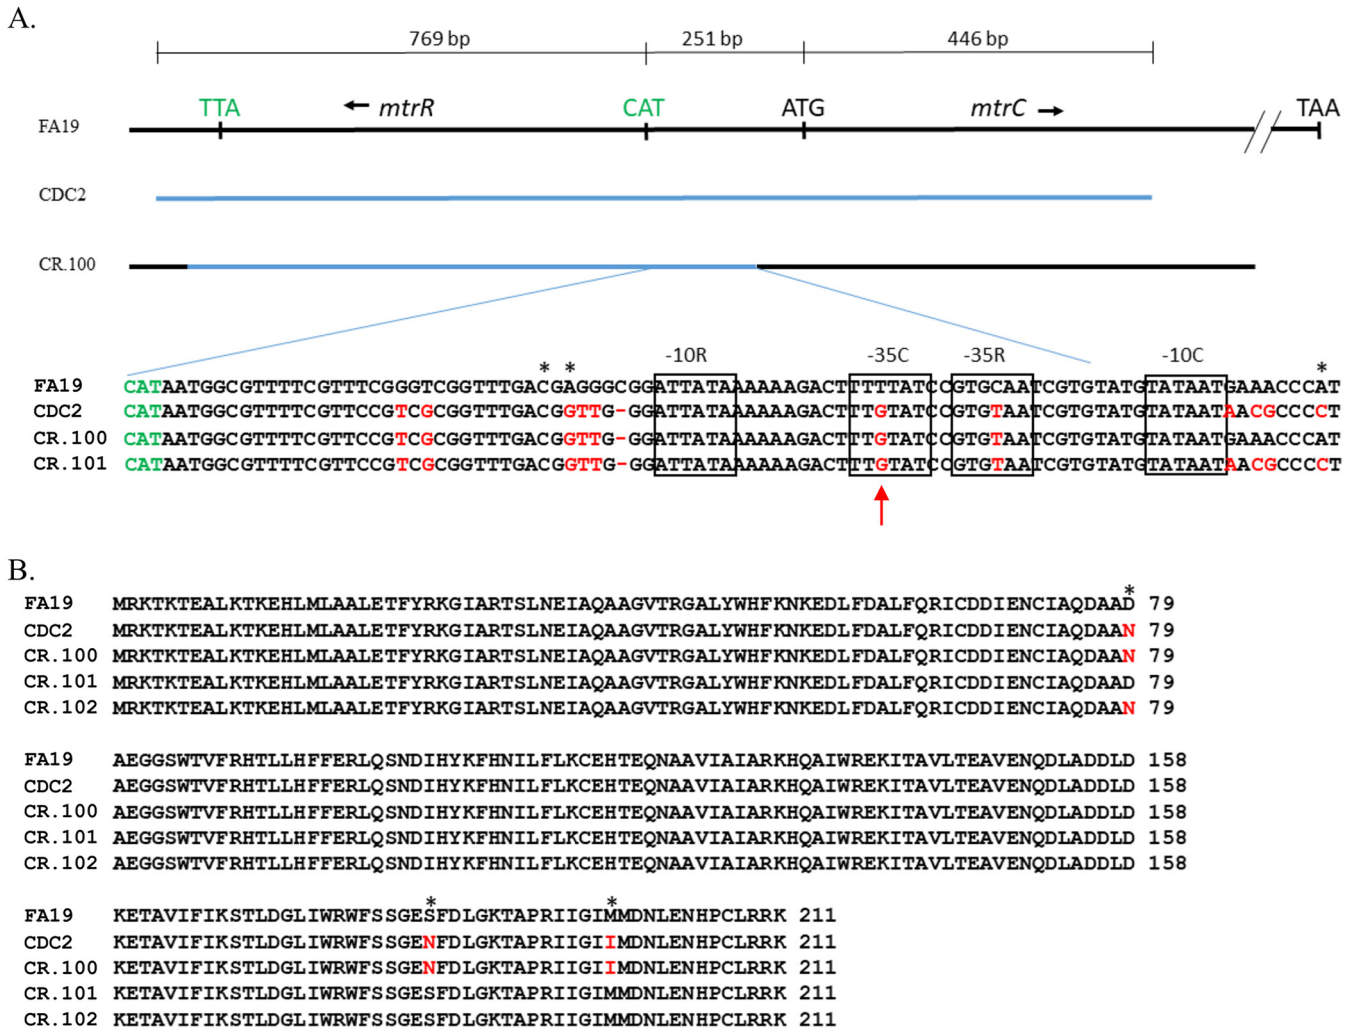 A.
769 bp 251 bp 446 bp
TTA ← mtrR CAT ATG mtrC → TAA
FA19
CDC2
CR.100
-10R -35C -35R -10C
* * *
FA19 CATAATGGCGTTTTCGTTTCGGGTCGGTTTGACGAGGGCGGATTATAAAAAAGACTTTTTATCCGTGCAATCGTGTATGTATAATGAAACCCAT
CDC2 CATAATGGCGTTTTCGTTCCGTCGCGGTTTGACGGTTG-GGATTATAAAAAAGACTTTGTATCCGTGTAATCGTGTATGTATAATAACGCCCCT
CR.100 CATAATGGCGTTTTCGTTCCGTCGCGGTTTGACGGTTG-GGATTATAAAAAAGACTTTGTATCCGTGTAATCGTGTATGTATAATGAAACCCAT
CR.101 CATAATGGCGTTTTCGTTCCGTCGCGGTTTGACGGTTG-GGATTATAAAAAAGACTTTGTATCCGTGTAATCGTGTATGTATAATAACGCCCCT
B.
*
FA19 MRKTKTEALKTKEHLMLAALETFYRKGIARTSLNEIAQAAGVTRGALYWHFKNKEDLFDALFQRICDDIENCIAQDAAD 79
CDC2 MRKTKTEALKTKEHLMLAALETFYRKGIARTSLNEIAQAAGVTRGALYWHFKNKEDLFDALFQRICDDIENCIAQDAAN 79
CR.100 MRKTKTEALKTKEHLMLAALETFYRKGIARTSLNEIAQAAGVTRGALYWHFKNKEDLFDALFQRICDDIENCIAQDAAN 79
CR.101 MRKTKTEALKTKEHLMLAALETFYRKGIARTSLNEIAQAAGVTRGALYWHFKNKEDLFDALFQRICDDIENCIAQDAAD 79
CR.102 MRKTKTEALKTKEHLMLAALETFYRKGIARTSLNEIAQAAGVTRGALYWHFKNKEDLFDALFQRICDDIENCIAQDAAN 79
FA19 AEGGSWTVFRHTLLHFFERLQSNDIHYKFHNILFLKCEHTEQNAAVIAIARKHQAIWREKITAVLTEAVENQDLADDLD 158
CDC2 AEGGSWTVFRHTLLHFFERLQSNDIHYKFHNILFLKCEHTEQNAAVIAIARKHQAIWREKITAVLTEAVENQDLADDLD 158
CR.100 AEGGSWTVFRHTLLHFFERLQSNDIHYKFHNILFLKCEHTEQNAAVIAIARKHQAIWREKITAVLTEAVENQDLADDLD 158
CR.101 AEGGSWTVFRHTLLHFFERLQSNDIHYKFHNILFLKCEHTEQNAAVIAIARKHQAIWREKITAVLTEAVENQDLADDLD 158
CR.102 AEGGSWTVFRHTLLHFFERLQSNDIHYKFHNILFLKCEHTEQNAAVIAIARKHQAIWREKITAVLTEAVENQDLADDLD 158
* *
FA19 KETAVIFIKSTLDGLIWRWFSSGESFDLGKTAPRIIGIMMDNLENHPCLRRK 211
CDC2 KETAVIFIKSTLDGLIWRWFSSGENFDLGKTAPRIIGIIMDNLENHPCLRRK 211
CR.100 KETAVIFIKSTLDGLIWRWFSSGENFDLGKTAPRIIGIIMDNLENHPCLRRK 211
CR.101 KETAVIFIKSTLDGLIWRWFSSGESFDLGKTAPRIIGIMMDNLENHPCLRRK 211
CR.102 KETAVIFIKSTLDGLIWRWFSSGESFDLGKTAPRIIGIMMDNLENHPCLRRK 211